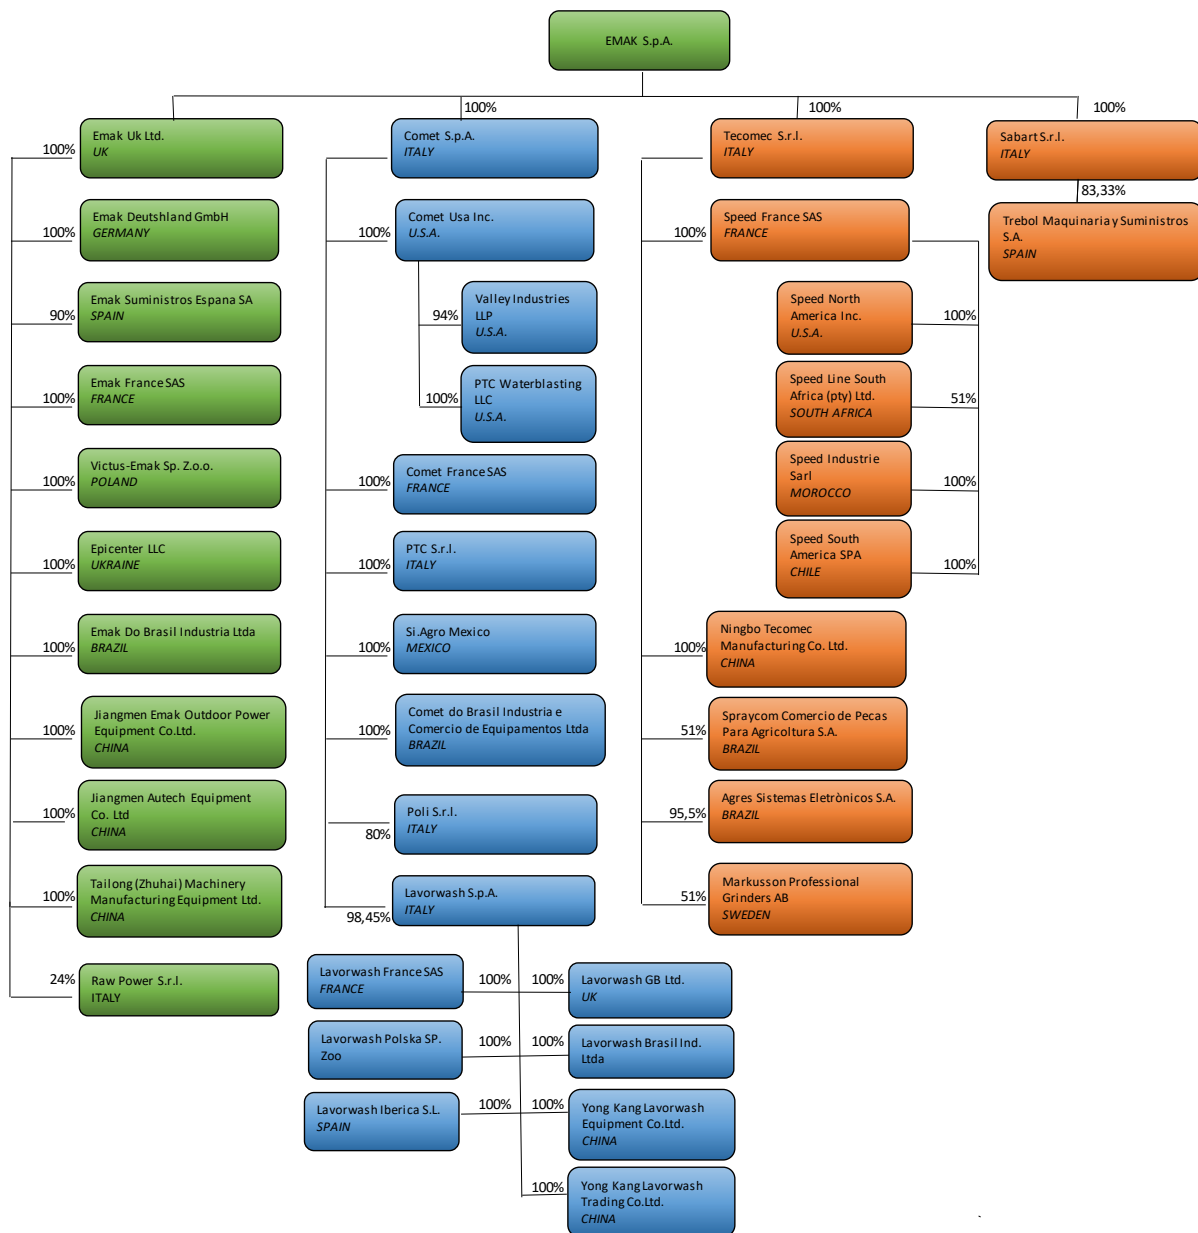 EMAK S.p.A.
100%
100%
100%
100%
Emak Uk Ltd.
UK
100%
Emak Deutshland GmbH
GERMANY
90%
Emak Suministros Espana SA
SPAIN
100%
Emak France SAS
FRANCE
100%
Victus-Emak Sp. Z.o.o.
POLAND
100%
Epicenter LLC
UKRAINE
100%
Emak Do Brasil Industria Ltda
BRAZIL
100%
Jiangmen Emak Outdoor Power
Equipment Co.Ltd.
CHINA
100%
Jiangmen Autech Equipment
Co. Ltd
CHINA
100%
Tailong (Zhuhai) Machinery
Manufacturing Equipment Ltd.
CHINA
24%
Raw Power S.r.l.
ITALY
Comet S.p.A.
ITALY
100%
Comet Usa Inc.
U.S.A.
94%
Valley Industries
LLP
U.S.A.
100%
PTC Waterblasting
LLC
U.S.A.
100%
Comet France SAS
FRANCE
100%
PTC S.r.l.
ITALY
100%
Si.Agro Mexico
MEXICO
100%
Comet do Brasil Industria e
Comercio de Equipamentos Ltda
BRAZIL
80%
Poli S.r.l.
ITALY
98,45%
Lavorwash S.p.A.
ITALY
Lavorwash France SAS
FRANCE
100%
100%
Lavorwash GB Ltd.
UK
Lavorwash Polska SP.
Zoo
100%
100%
Lavorwash Brasil Ind.
Ltda
Lavorwash Iberica S.L.
SPAIN
100%
100%
Yong Kang Lavorwash
Equipment Co.Ltd.
CHINA
100%
Yong Kang Lavorwash
Trading Co.Ltd.
CHINA
Tecomec S.r.l.
ITALY
100%
Speed France SAS
FRANCE
Speed North
America Inc.
U.S.A.
100%
Speed Line South
Africa (pty) Ltd.
SOUTH AFRICA
51%
Speed Industrie
Sarl
MOROCCO
100%
Speed South
America SPA
CHILE
100%
100%
Ningbo Tecomec
Manufacturing Co. Ltd.
CHINA
51%
Spraycom Comercio de Pecas
Para Agricoltura S.A.
BRAZIL
95,5%
Agres Sistemas Eletrònicos S.A.
BRAZIL
51%
Markusson Professional
Grinders AB
SWEDEN
Sabart S.r.l.
ITALY
83,33%
Trebol Maquinaria y Suministros
S.A.
SPAIN